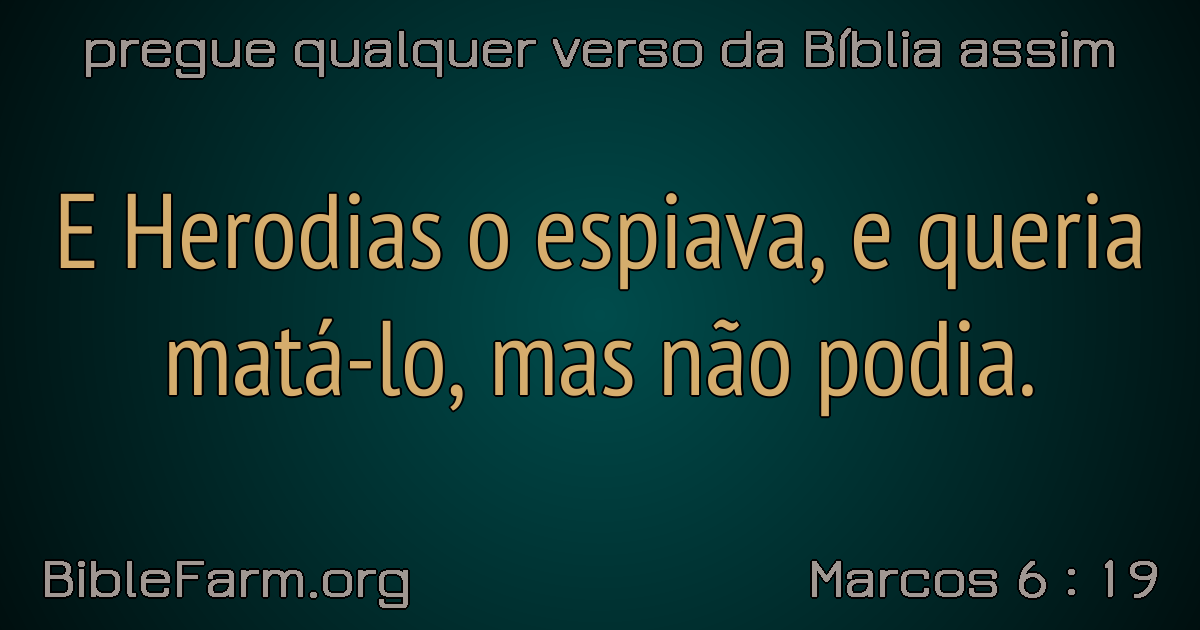 pregue qualquer verso da Bíblia assim
E Herodias o espiava, e queria
matá-lo, mas não podia.
BibleFarm.org
Marcos 6 : 19